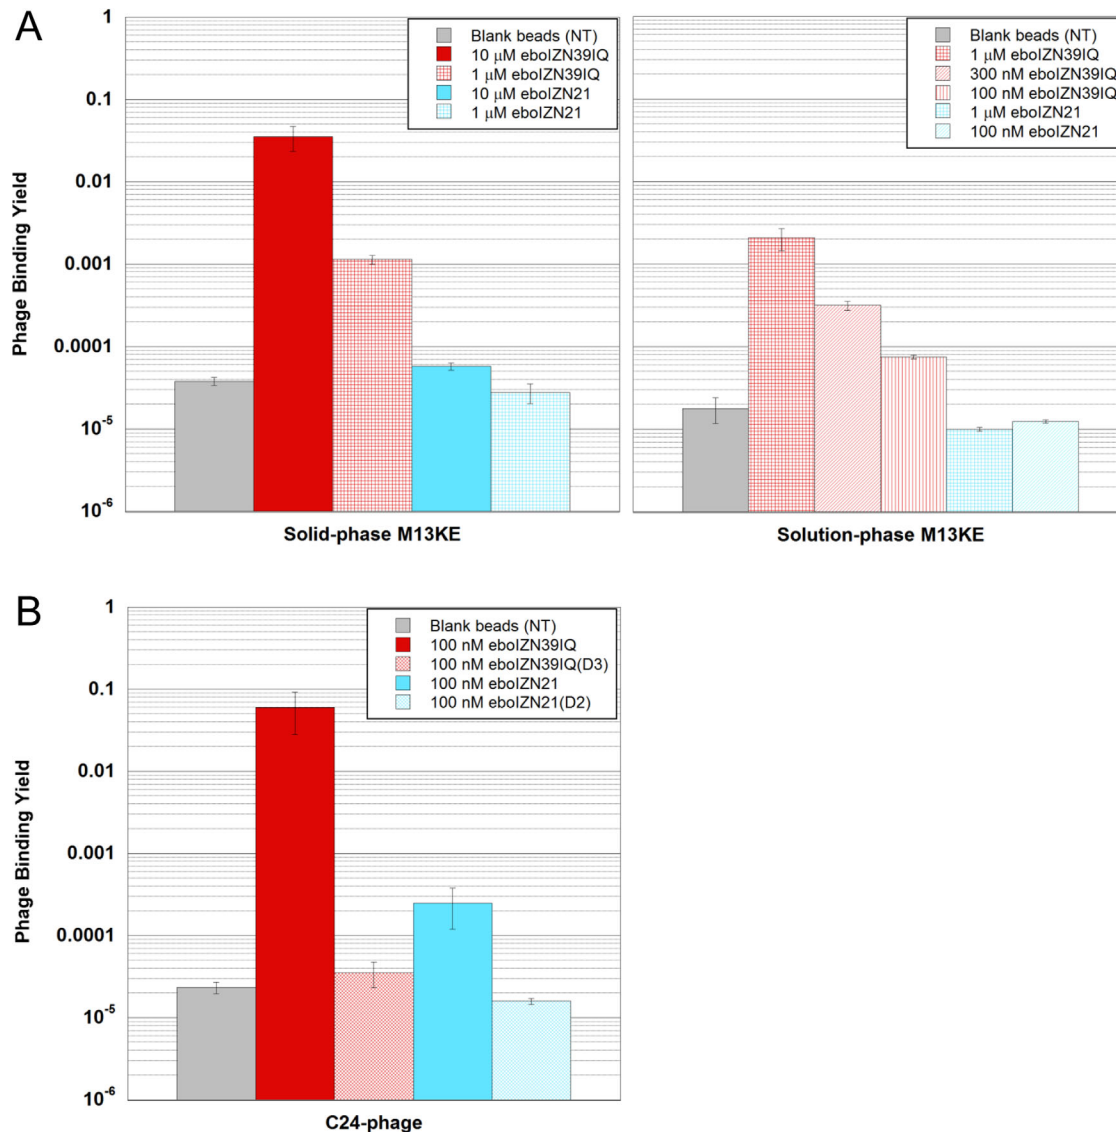 A
Phage Binding Yield
1
0.1
0.01
0.001
0.0001
10-5
10-6
Blank beads (NT)
10 μM eboIZN39IQ
1 μM eboIZN39IQ
10 μM eboIZN21
1 μM eboIZN21
Solid-phase M13KE
Blank beads (NT)
1 μM eboIZN39IQ
300 nM eboIZN39IQ
100 nM eboIZN39IQ
1 μM eboIZN21
100 nM eboIZN21
Solution-phase M13KE
B
Phage Binding Yield
1
0.1
0.01
0.001
0.0001
10-5
10-6
Blank beads (NT)
100 nM eboIZN39IQ
100 nM eboIZN39IQ(D3)
100 nM eboIZN21
100 nM eboIZN21(D2)
C24-phage